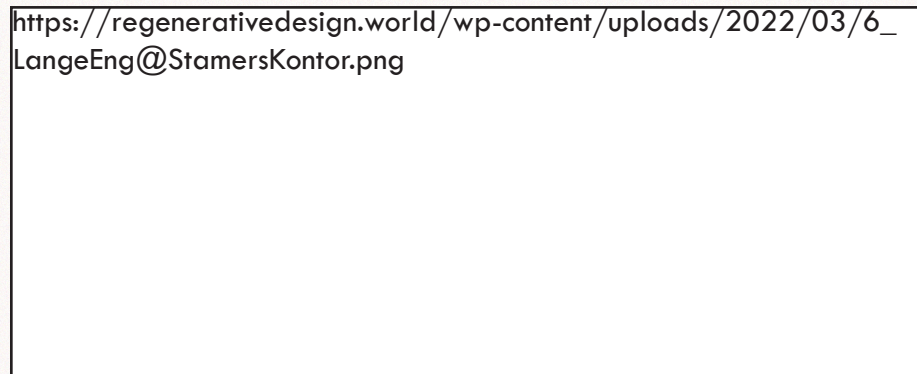 https://regenerativedesign.world/wp-content/uploads/2022/03/6_
LangeEng@StamersKontor.png